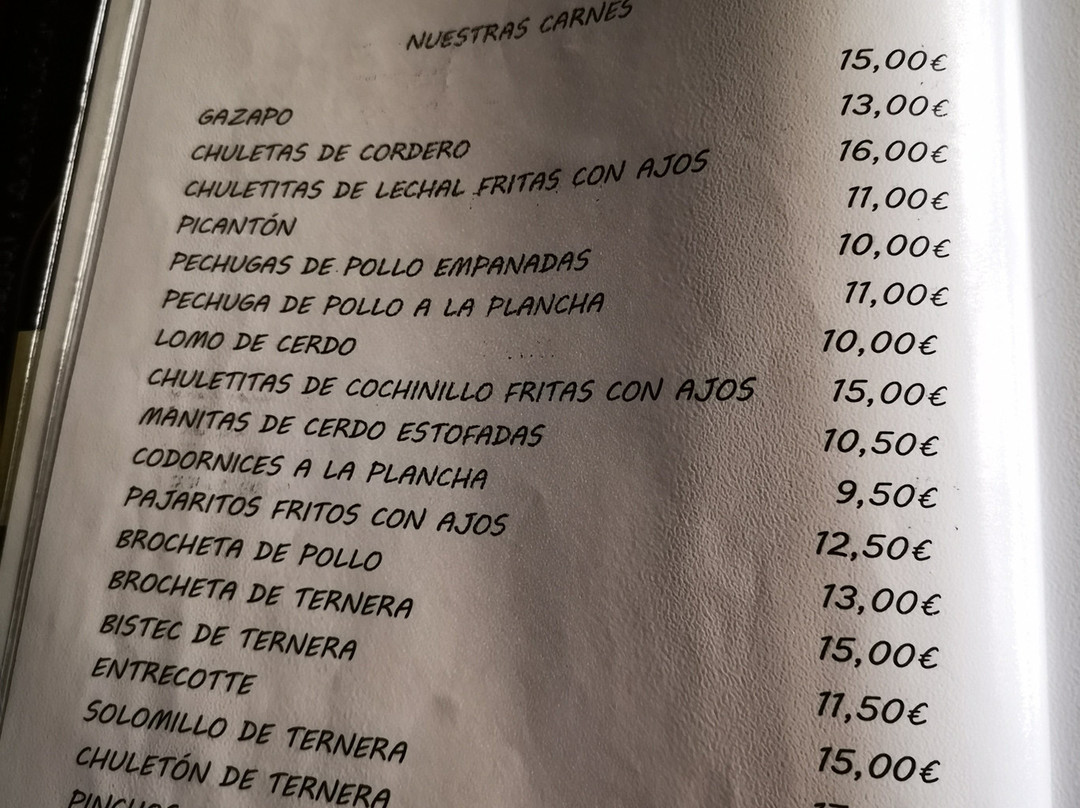 NUESTRAS CARNES
GAZAPO 15,00€
CHULETAS DE CORDERO 13,00€
CHULETITAS DE LECHAL FRITAS CON AJOS 16,00€
PICANTÓN 11,00€
PECHUGAS DE POLLO EMPANADAS 10,00€
PECHUGA DE POLLO A LA PLANCHA 11,00€
LOMO DE CERDO 10,00€
CHULETITAS DE COCHINILLO FRITAS CON AJOS 15,00€
MANITAS DE CERDO ESTOFADAS 10,50€
CODORNICES A LA PLANCHA 9,50€
PAJARITOS FRITOS CON AJOS 12,50€
BROCHETA DE POLLO 13,00€
BROCHETA DE TERNERA 15,00€
BISTEC DE TERNERA 11,50€
ENTRECOTTE 15,00€
SOLOMILLO DE TERNERA
CHULETÓN DE TERNERA